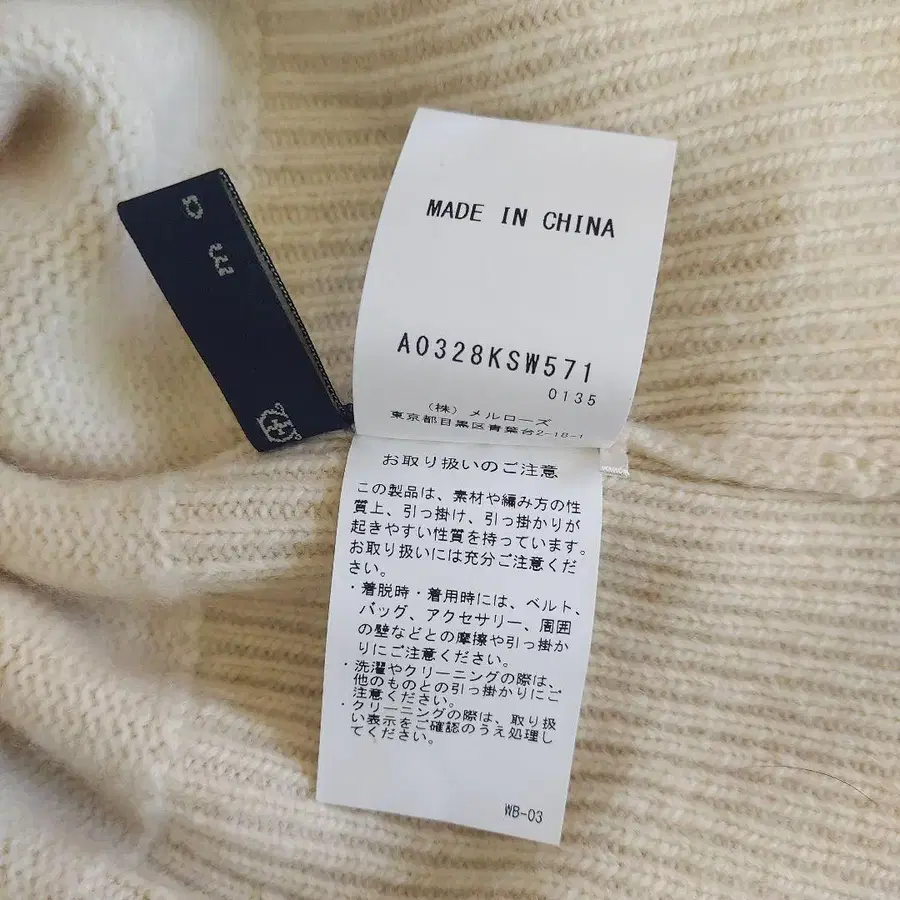 MADE IN CHINA
A0328KSW571
0135
(株) メルローズ
東京都目黒区青葉台2-18-1
お取り扱いのご注意
この製品は、素材や編み方の性
質上、引っ掛け、引っ掛かりが
起きやすい性質を持っています。
お取り扱いには充分ご注意くだ
さい。
・着脱時・着用時には、ベルト、
バッグ、アクセサリー、周囲
の壁などとの摩擦や引っ掛か
りにご注意ください。
・洗濯やクリーニングの際は、
他のものとの引っ掛かりにご
注意ください。
・クリーニングの際は、取り扱
い表示をご確認のうえ処理し
てください。
WB-03